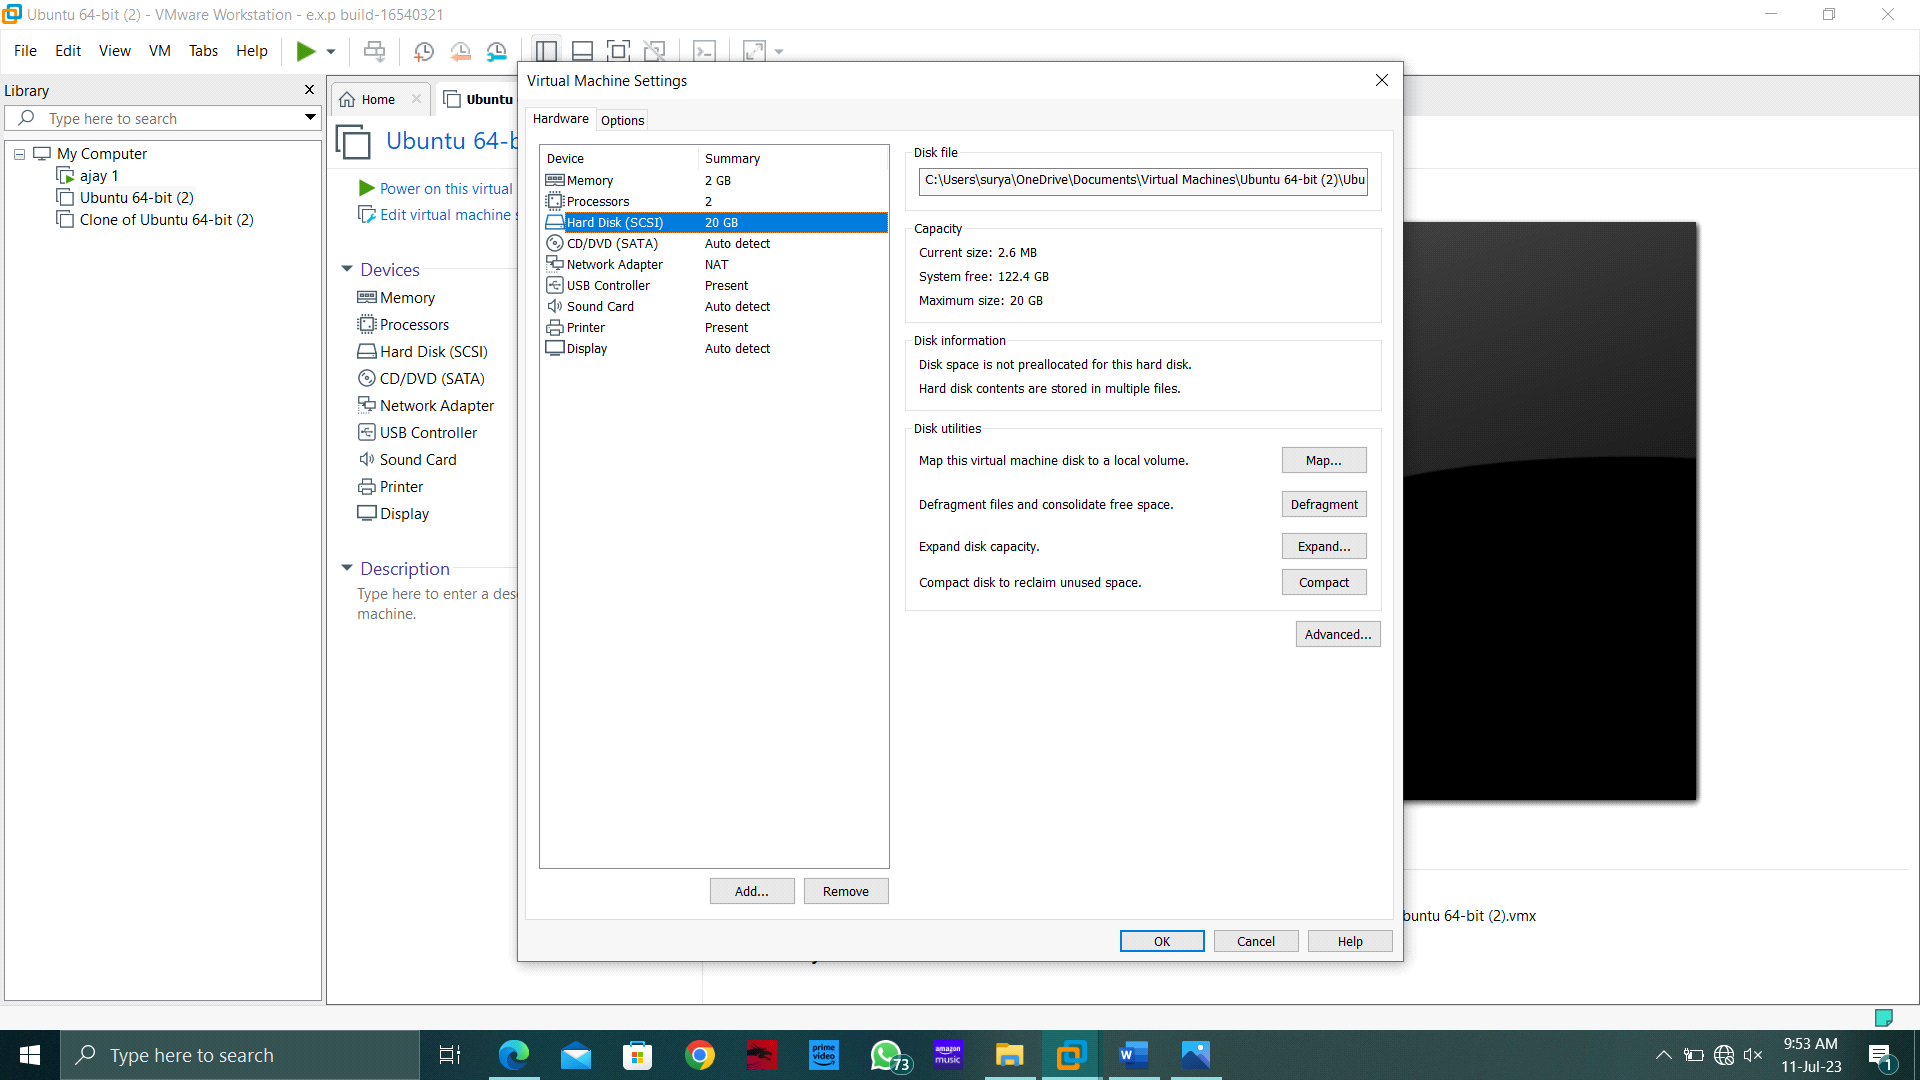 Ubuntu 64-bit (2) - VMware Workstation - e.x.p build-16540321
File Edit View VM Tabs Help
Library
Type here to search
My Computer
ajay 1
Ubuntu 64-bit (2)
Clone of Ubuntu 64-bit (2)
Home
Ubuntu
Ubuntu 64-b
Power on this virtual
Edit virtual machine s
Devices
Memory
Processors
Hard Disk (SCSI)
CD/DVD (SATA)
Network Adapter
USB Controller
Sound Card
Printer
Display
Description
Type here to enter a des
machine.
Virtual Machine Settings
Hardware Options
Device Summary
Memory 2 GB
Processors 2
Hard Disk (SCSI) 20 GB
CD/DVD (SATA) Auto detect
Network Adapter NAT
USB Controller Present
Sound Card Auto detect
Printer Present
Display Auto detect
Add... Remove
Disk file
C:\Users\surya\OneDrive\Documents\Virtual Machines\Ubuntu 64-bit (2)\Ubu
Capacity
Current size: 2.6 MB
System free: 122.4 GB
Maximum size: 20 GB
Disk information
Disk space is not preallocated for this hard disk.
Hard disk contents are stored in multiple files.
Disk utilities
Map this virtual machine disk to a local volume. Map...
Defragment files and consolidate free space. Defragment
Expand disk capacity. Expand...
Compact disk to reclaim unused space. Compact
Advanced...
OK Cancel Help
buntu 64-bit (2).vmx
Type here to search
prime
video
73
amazon
music
W
9:53 AM
11-Jul-23
1